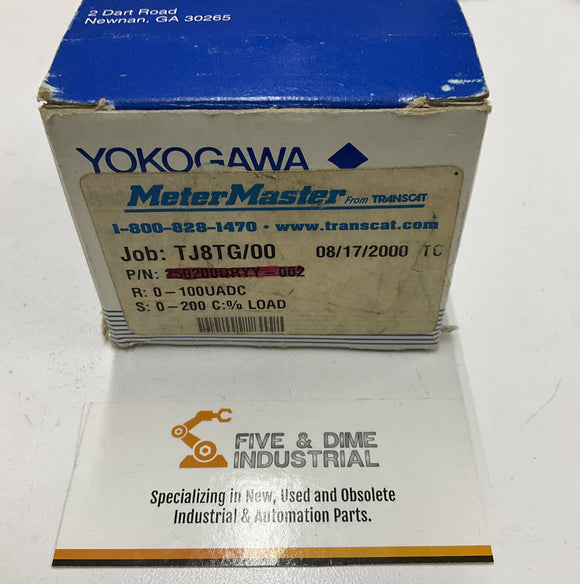 2 Dart Road
Newnan, GA 30265
YOKOGAWA
MeterMaster From TRANSCAT
1-800-828-1470 • www.transcat.com
Job: TJ8TG/00 08/17/2000 TC
P/N: 002
R: 0-100UADC
S: 0-200 C:% LOAD
FIVE & DIME
INDUSTRIAL
Specializing in New, Used and Obsolete
Industrial & Automation Parts.